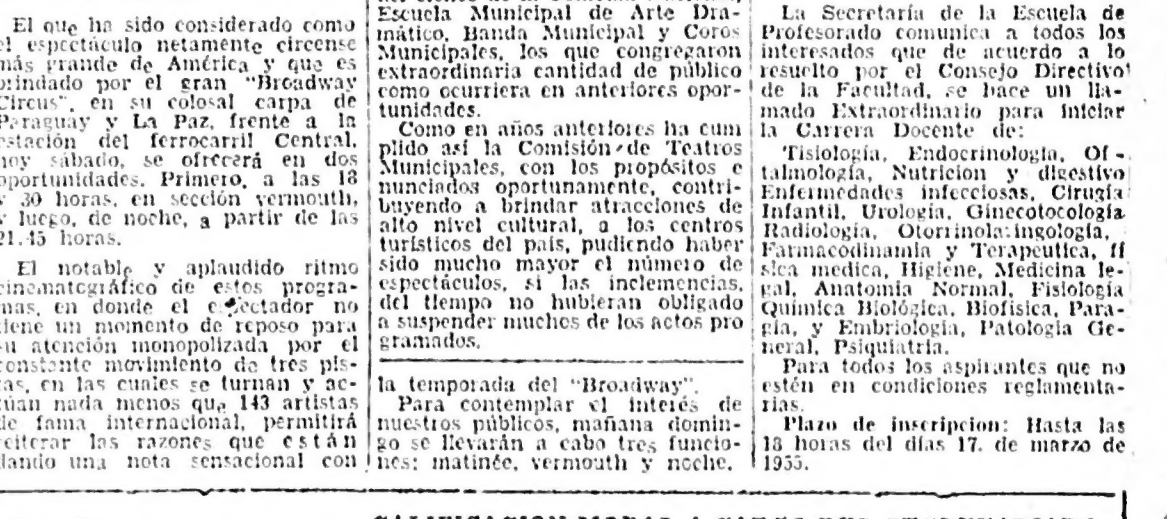 El que ha sido considerado como
el espectáculo netamente circense
más grande de América y que es
brindado por el gran "Broadway
Circus", en su colosal carpa de
Paraguay y La Paz, frente a la
estación del ferrocarril Central,
hoy sábado, se ofrecerá en dos
oportunidades. Primero, a las 18
y 30 horas, en sección vermouth,
y luego, de noche, a partir de las
21.45 horas.
El notable y aplaudido ritmo
cinematográfico de estos progra-
mas, en donde el espectador no
tiene un momento de reposo para
su atención monopolizada por el
constante movimiento de tres pis-
tas, en las cuales se turnan y ac-
túan nada menos que 143 artistas
de fama internacional, permitirá
reiterar las razones que están
dando una nota sensacional con
Escuela Municipal de Arte Dra-
mático, Banda Municipal y Coros
Municipales, los que congregaron
extraordinaria cantidad de público
como ocurriera en anteriores opor-
tunidades.
Como en años anteriores ha cum
plido así la Comisión de Teatros
Municipales, con los propósitos e
nunciados oportunamente, contri-
buyendo a brindar atracciones de
alto nivel cultural, a los centros
turísticos del país, pudiendo haber
sido mucho mayor el número de
espectáculos, si las inclemencias,
del tiempo no hubieran obligado
a suspender muchos de los actos pro
gramados.
la temporada del "Broadway".
Para contemplar el interés de
nuestros públicos, mañana domin-
go se llevarán a cabo tres funcio-
nes: matinée, vermouth y noche.
La Secretaría de la Escuela de
Profesorado comunica a todos los
interesados que de acuerdo a lo
resuelto por el Consejo Directivo
de la Facultad, se hace un lla-
mado Extraordinario para iniciar
la Carrera Docente de:
Tisiología, Endocrinología, Of-
talmología, Nutricion y digestivo
Enfermedades infecciosas, Cirugía
Infantil, Urología, Ginecotocología
Radiología, Otorrinolaringología,
Farmacodinamia y Terapeutica, fí
sica medica, Higiene, Medicina le-
gal, Anatomía Normal, Fisiología
Química Biológica, Biofísica, Para-
gía, y Embriología, Patología Ge-
neral, Psiquiatría.
Para todos los aspirantes que no
estén en condiciones reglamenta-
rias.
Plazo de inscripcion: Hasta las
18 horas del días 17. de marzo de
1955.